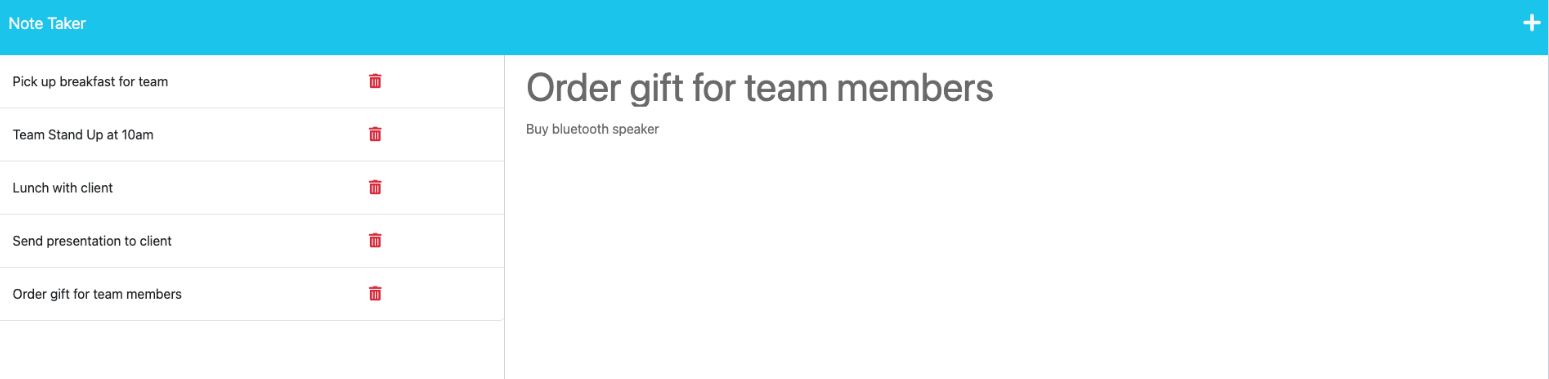 Note Taker
Pick up breakfast for team
Team Stand Up at 10am
Lunch with client
Send presentation to client
Order gift for team members
Order gift for team members
Buy bluetooth speaker